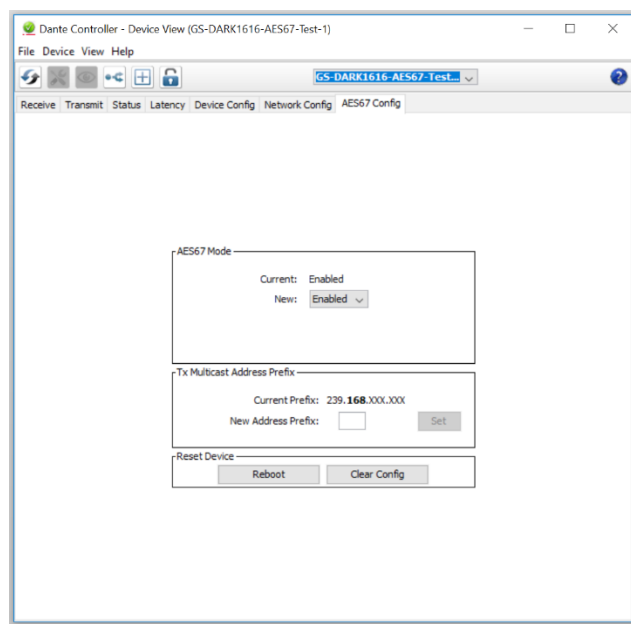 Dante Controller - Device View (GS-DARK1616-AES67-Test-1)
File Device View Help
GS-DARK1616-AES67-Test...
?
Receive Transmit Status Latency Device Config Network Config AES67 Config
AES67 Mode
Current: Enabled
New: Enabled
Tx Multicast Address Prefix
Current Prefix: 239.168.XXX.XXX
New Address Prefix: Set
Reset Device
Reboot Clear Config